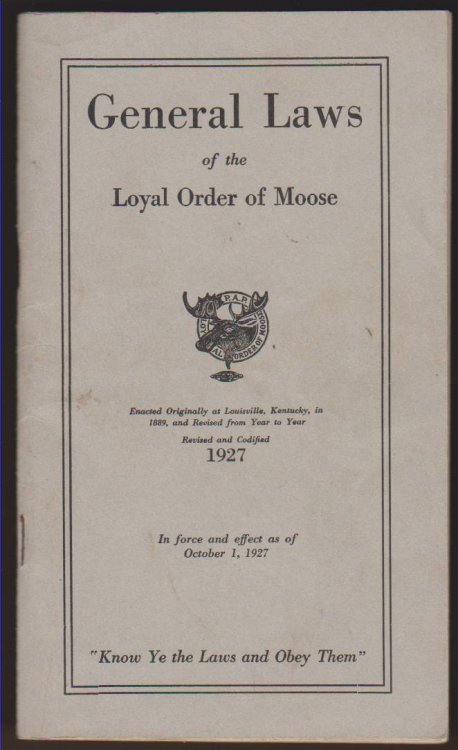 General Laws
of the
Loyal Order of Moose
P.A.P.
LOYAL ORDER OF MOOSE
Enacted Originally at Louisville, Kentucky, in
1889, and Revised from Year to Year
Revised and Codified
1927
In force and effect as of
October 1, 1927
"Know Ye the Laws and Obey Them"